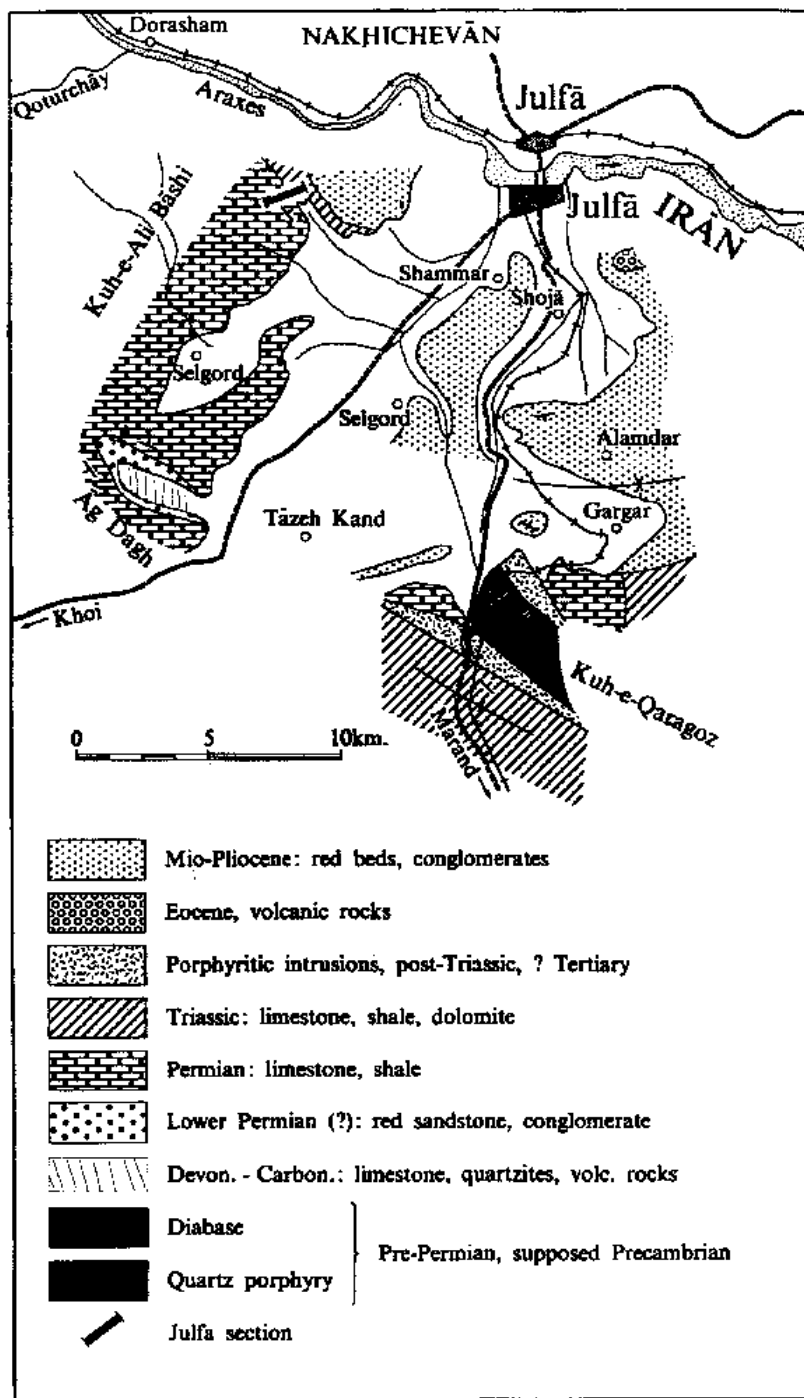 Dorasham
NAKHICHEVĀN
Qoturchāy
Araxes
Julfā
Julfā
IRĀN
Kuh-e-Ali Bāshi
Shammar
Shojā
Selgord
Selgord
Alamdar
Āg Dagh
Tāzeh Kand
Gargar
Khoi
Kuh-e-Qaragoz
Marand
0 5 10km.
Mio-Pliocene: red beds, conglomerates
Eocene, volcanic rocks
Porphyritic intrusions, post-Triassic, ? Tertiary
Triassic: limestone, shale, dolomite
Permian: limestone, shale
Lower Permian (?): red sandstone, conglomerate
Devon. - Carbon.: limestone, quartzites, volc. rocks
Diabase
Pre-Permian, supposed Precambrian
Quartz porphyry
Julfa section